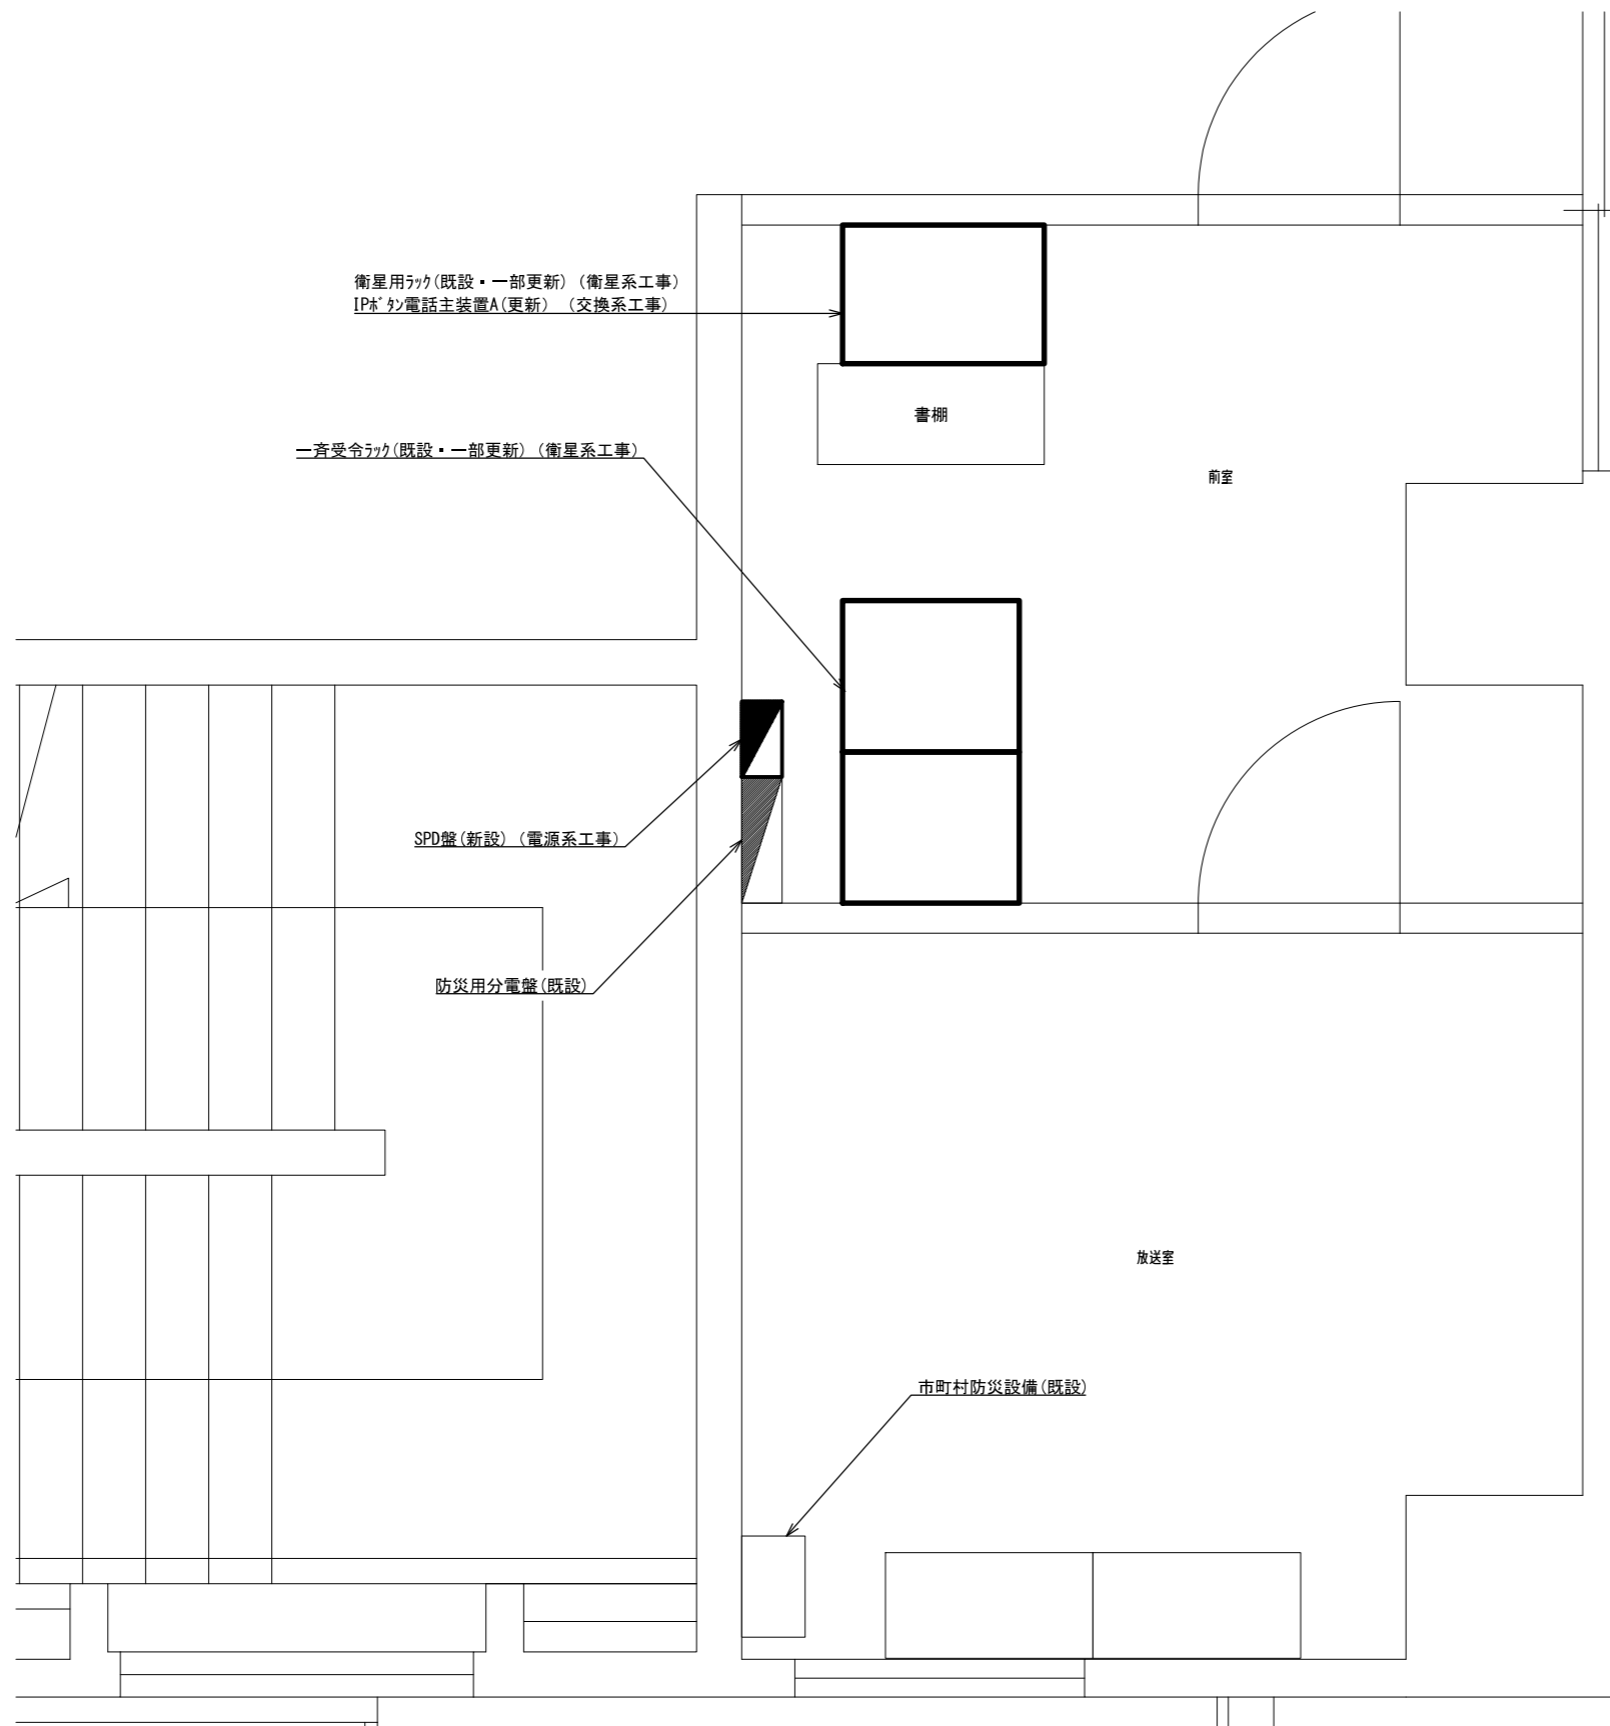 衛星用ﾗｯｸ(既設・一部更新)(衛星系工事)
IPﾎﾞﾀﾝ電話主装置A(更新) (交換系工事)
書棚
一斉受令ﾗｯｸ(既設・一部更新)(衛星系工事)
前室
SPD盤(新設)(電源系工事)
防災用分電盤(既設)
放送室
市町村防災設備(既設)